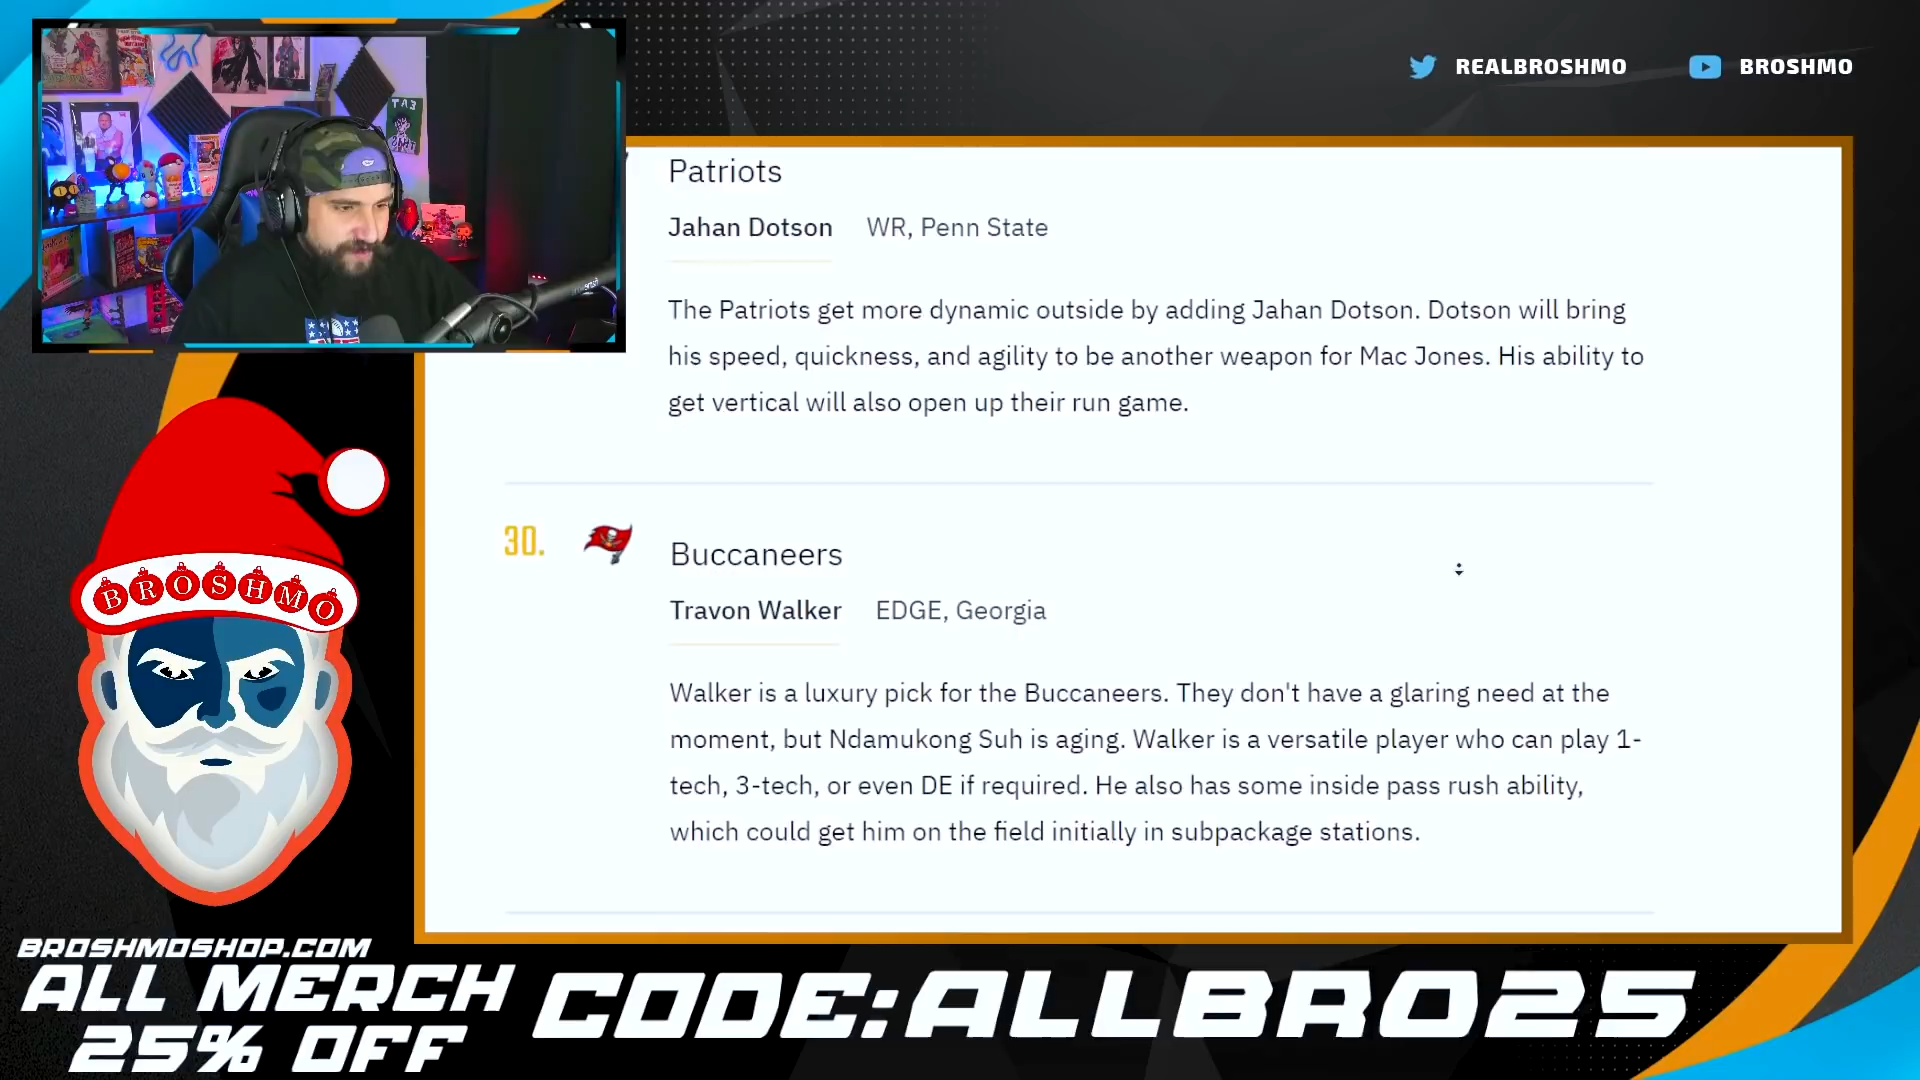 REALBROSHMO
BROSHMO
Patriots
Jahan Dotson WR, Penn State
The Patriots get more dynamic outside by adding Jahan Dotson. Dotson will bring
his speed, quickness, and agility to be another weapon for Mac Jones. His ability to
get vertical will also open up their run game.
30.
Buccaneers
Travon Walker EDGE, Georgia
Walker is a luxury pick for the Buccaneers. They don't have a glaring need at the
moment, but Ndamukong Suh is aging. Walker is a versatile player who can play 1-
tech, 3-tech, or even DE if required. He also has some inside pass rush ability,
which could get him on the field initially in subpackage stations.
BROSHMO
BROSHMOSHOP.COM
ALL MERCH
25% OFF
CODE:ALLBRO25